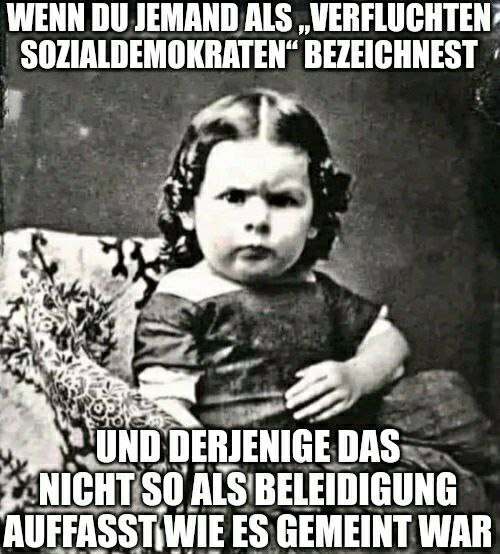 WENN DU JEMAND ALS „VERFLUCHTEN
SOZIALDEMOKRATEN“ BEZEICHNEST
UND DERJENIGE DAS
NICHT SO ALS BELEIDIGUNG
AUFFASST WIE ES GEMEINT WAR